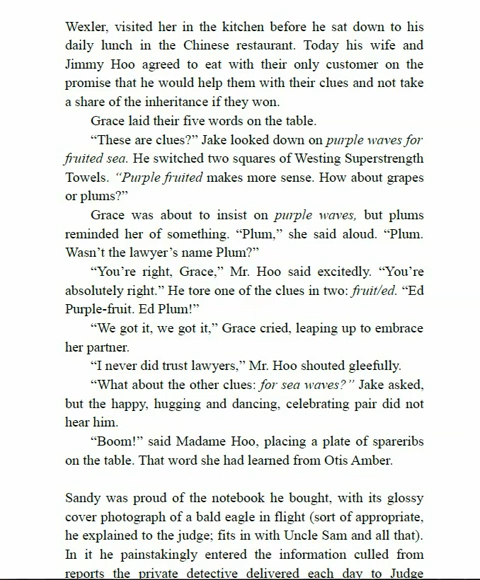 Wexler, visited her in the kitchen before he sat down to his
daily lunch in the Chinese restaurant. Today his wife and
Jimmy Hoo agreed to eat with their only customer on the
promise that he would help them with their clues and not take
a share of the inheritance if they won.
Grace laid their five words on the table.
“These are clues?” Jake looked down on purple waves for
fruited sea. He switched two squares of Westing Superstrength
Towels. “Purple fruited makes more sense. How about grapes
or plums?”
Grace was about to insist on purple waves, but plums
reminded her of something. “Plum,” she said aloud. “Plum.
Wasn’t the lawyer’s name Plum?”
“You’re right, Grace,” Mr. Hoo said excitedly. “You’re
absolutely right.” He tore one of the clues in two: fruit/ed. “Ed
Purple-fruit. Ed Plum!”
“We got it, we got it,” Grace cried, leaping up to embrace
her partner.
“I never did trust lawyers,” Mr. Hoo shouted gleefully.
“What about the other clues: for sea waves?” Jake asked,
but the happy, hugging and dancing, celebrating pair did not
hear him.
“Boom!” said Madame Hoo, placing a plate of spareribs
on the table. That word she had learned from Otis Amber.
Sandy was proud of the notebook he bought, with its glossy
cover photograph of a bald eagle in flight (sort of appropriate,
he explained to the judge; fits in with Uncle Sam and all that).
In it he painstakingly entered the information culled from
reports the private detective delivered each day to Judge